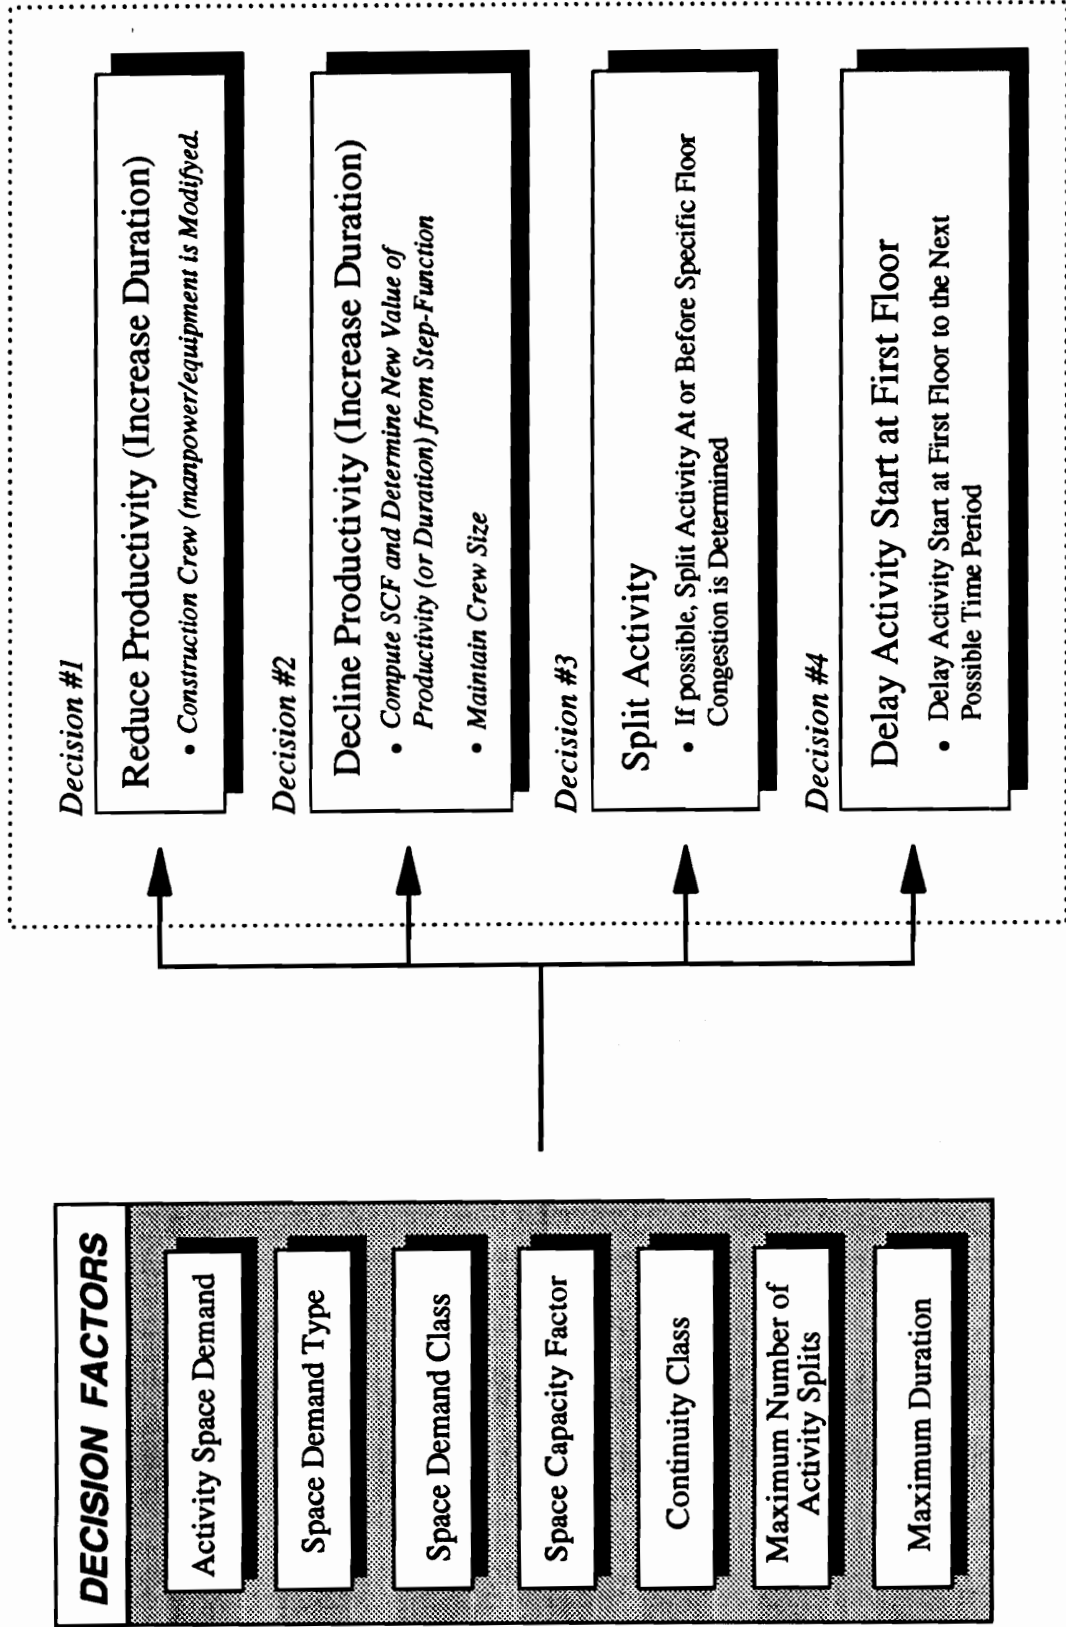 DECISION FACTORS
Activity Space Demand
Space Demand Type
Space Demand Class
Space Capacity Factor
Continuity Class
Maximum Number of
Activity Splits
Maximum Duration
Decision #1
Reduce Productivity (Increase Duration)
• Construction Crew (manpower/equipment is Modifyed.
Decision #2
Decline Productivity (Increase Duration)
• Compute SCF and Determine New Value of
Productivity (or Duration) from Step-Function
• Maintain Crew Size
Decision #3
Split Activity
• If possible, Split Activity At or Before Specific Floor
Congestion is Determined
Decision #4
Delay Activity Start at First Floor
• Delay Activity Start at First Floor to the Next
Possible Time Period